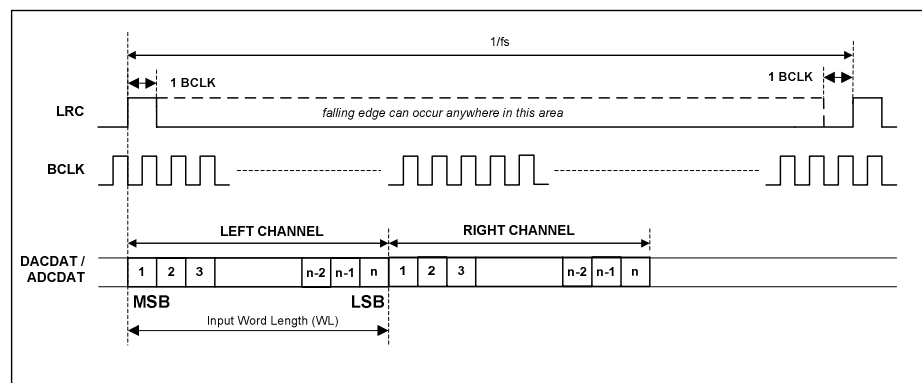 1/fs
1 BCLK
1 BCLK
LRC
falling edge can occur anywhere in this area
BCLK
LEFT CHANNEL
RIGHT CHANNEL
DACDAT /
ADCDAT
1 2 3 n-2 n-1 n 1 2 3 n-2 n-1 n
MSB LSB
Input Word Length (WL)